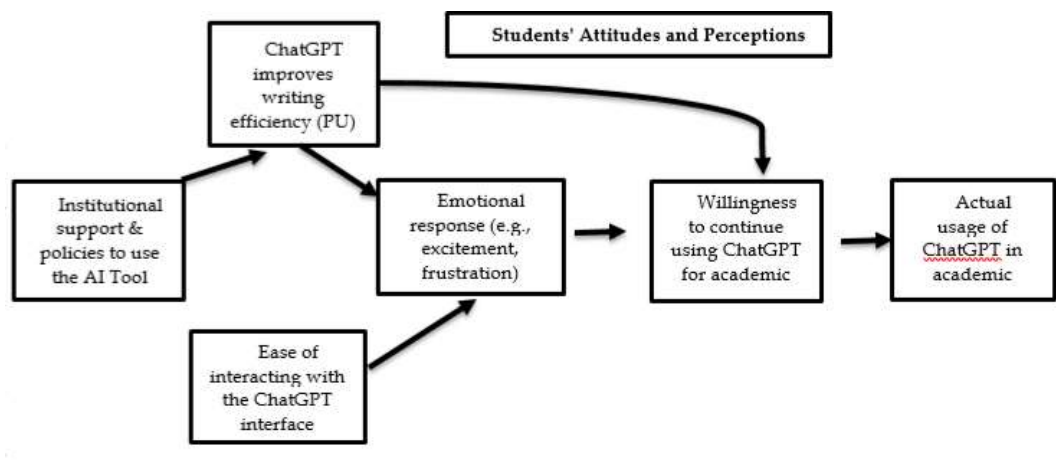 Students' Attitudes and Perceptions
ChatGPT
improves
writing
efficiency (PU)
Institutional
support &
policies to use
the AI Tool
Emotional
response (e.g.,
excitement,
frustration)
Willingness
to continue
using ChatGPT
for academic
Actual
usage of
ChatGPT in
academic
Ease of
interacting with
the ChatGPT
interface